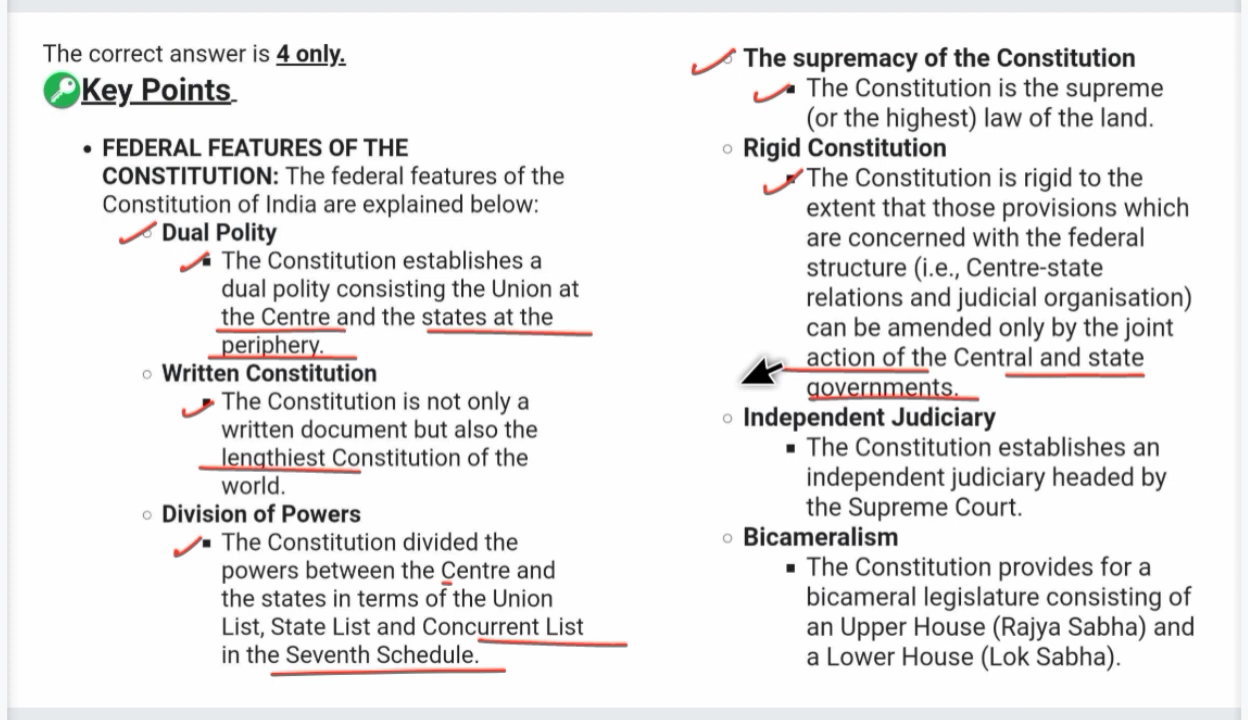 The correct answer is 4 only.
Key Points
FEDERAL FEATURES OF THE
CONSTITUTION: The federal features of the
Constitution of India are explained below:
Dual Polity
The Constitution establishes a
dual polity consisting the Union at
the Centre and the states at the
periphery.
Written Constitution
The Constitution is not only a
written document but also the
lengthiest Constitution of the
world.
Division of Powers
The Constitution divided the
powers between the Centre and
the states in terms of the Union
List, State List and Concurrent List
in the Seventh Schedule.
The supremacy of the Constitution
The Constitution is the supreme
(or the highest) law of the land.
Rigid Constitution
The Constitution is rigid to the
extent that those provisions which
are concerned with the federal
structure (i.e., Centre-state
relations and judicial organisation)
can be amended only by the joint
action of the Central and state
governments.
Independent Judiciary
The Constitution establishes an
independent judiciary headed by
the Supreme Court.
Bicameralism
The Constitution provides for a
bicameral legislature consisting of
an Upper House (Rajya Sabha) and
a Lower House (Lok Sabha).